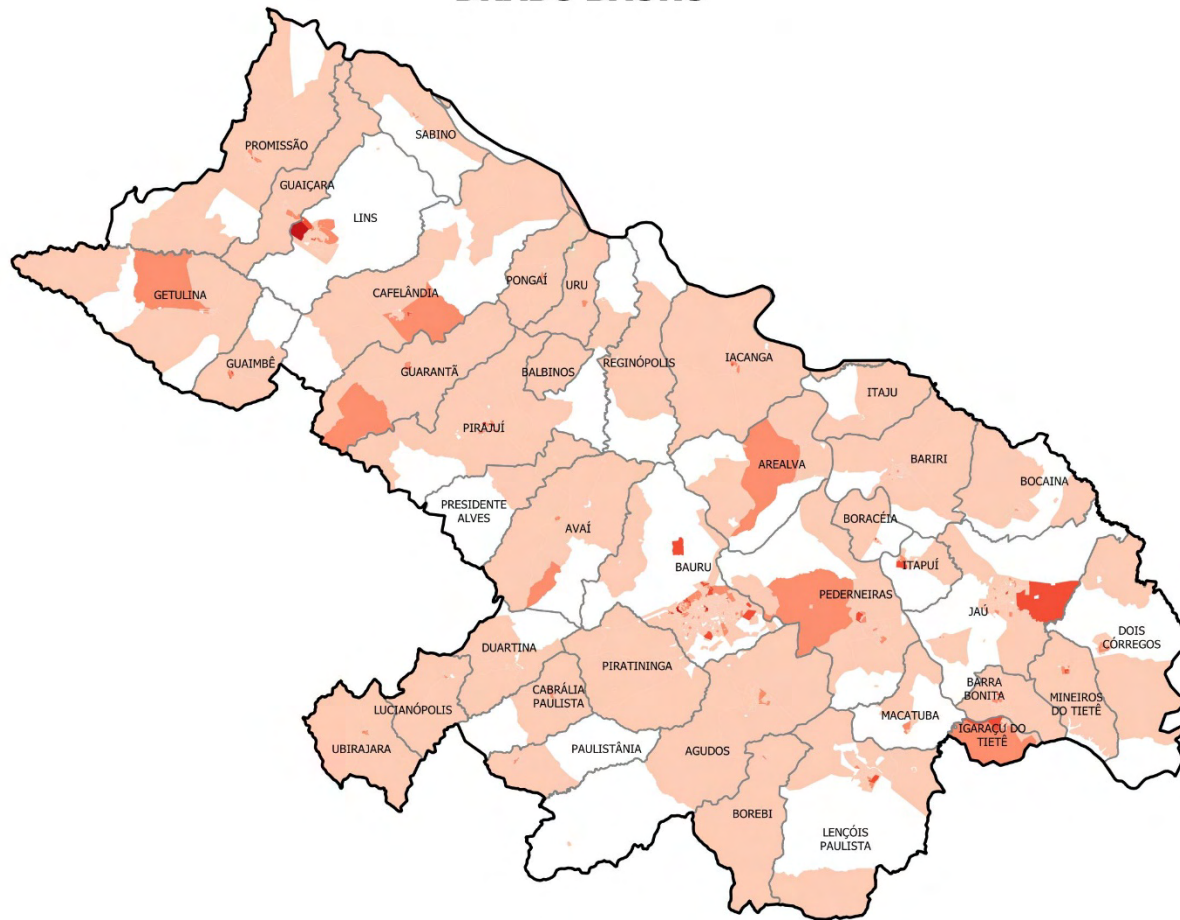 SABINO
PROMISSÃO
GUAIÇARA
LINS
GETULINA
CAFELÂNDIA
PONGAÍ
URU
GUAIMBÊ
GUARANTÃ
BALBINOS
REGINÓPOLIS
IACANGA
ITAJU
PIRAJUÍ
AREALVA
BARIRI
BOCAINA
PRESIDENTE
ALVES
AVAÍ
BORACÉIA
BAURU
ITAPUÍ
PEDERNEIRAS
JAÚ
DOIS
CÓRREGOS
DUARTINA
PIRATININGA
CABRÁLIA
PAULISTA
LUCIANÓPOLIS
BARRA
BONITA
MINEIROS
DO TIETÊ
MACATUBA
IGARAÇU DO
TIETÊ
UBIRAJARA
PAULISTÂNIA
AGUDOS
BOREBI
LENÇÓIS
PAULISTA